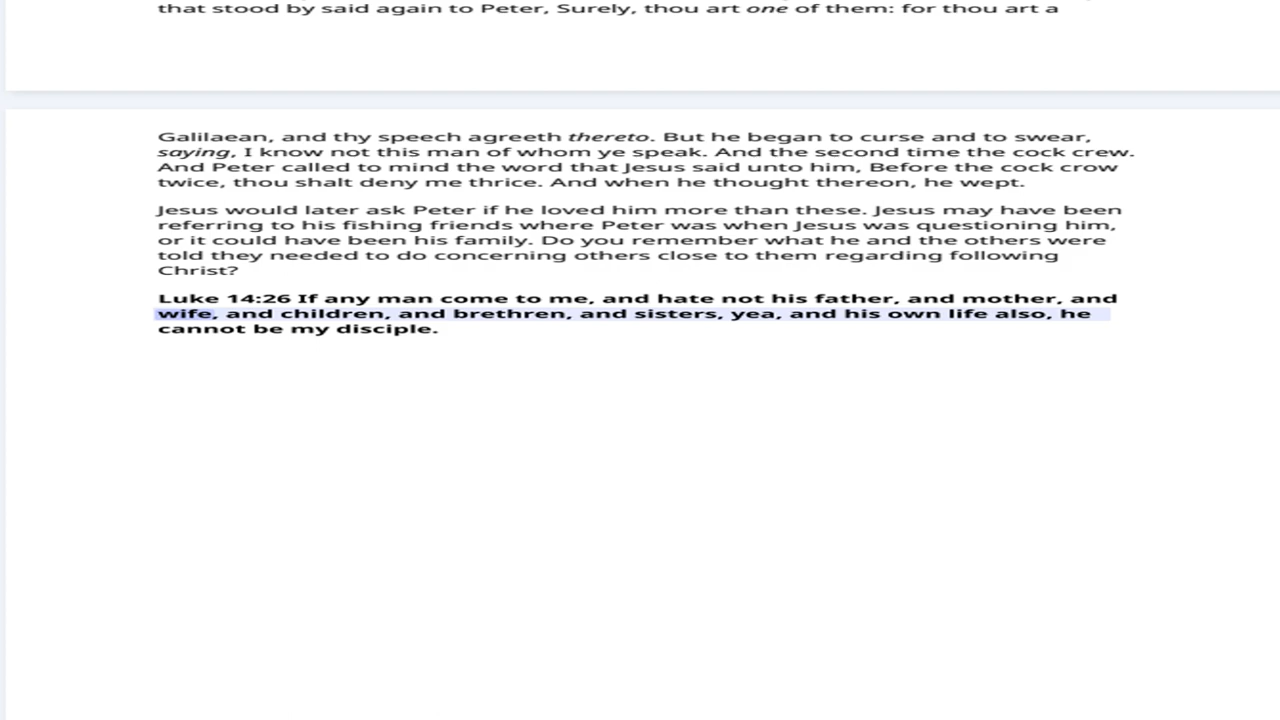 that stood by said again to Peter, Surely, thou art one of them: for thou art a
Galilaean, and thy speech agreeth thereto. But he began to curse and to swear,
saying, I know not this man of whom ye speak. And the second time the cock crew.
And Peter called to mind the word that Jesus said unto him, Before the cock crow
twice, thou shalt deny me thrice. And when he thought thereon, he wept.
Jesus would later ask Peter if he loved him more than these. Jesus may have been
referring to his fishing friends where Peter was when Jesus was questioning him,
or it could have been his family. Do you remember what he and the others were
told they needed to do concerning others close to them regarding following
Christ?
Luke 14:26 If any man come to me, and hate not his father, and mother, and
wife, and children, and brethren, and sisters, yea, and his own life also, he
cannot be my disciple.